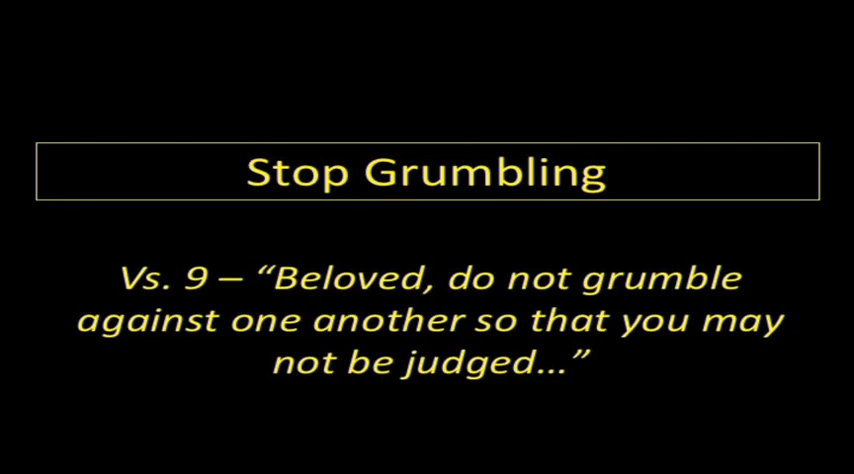 Stop Grumbling
Vs. 9 – “Beloved, do not grumble
against one another so that you may
not be judged…”